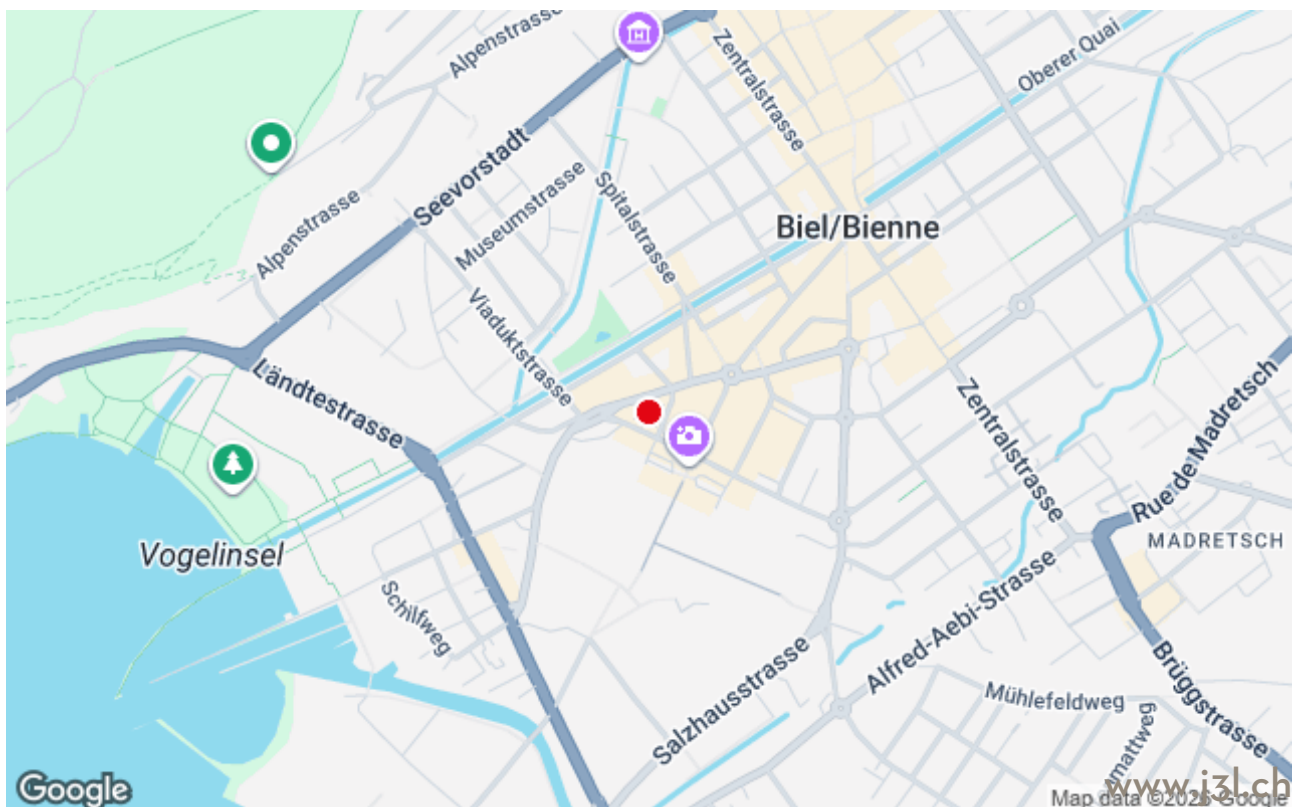 Alpenstrasse
Zentralstrasse
Oberer Quai
Seevorstadt
Museumstrasse
Spitalstrasse
Biel/Bienne
Alpenstrasse
Viaduktstrasse
Ländtestrasse
Zentralstrasse
Rue de Madretsch
Vogelinsel
MADRETSCH
Schilfweg
Alfred-Aebi-Strasse
Salzhausstrasse
Mühlefeldweg
Brüggstrasse
Google
www.j3l.ch